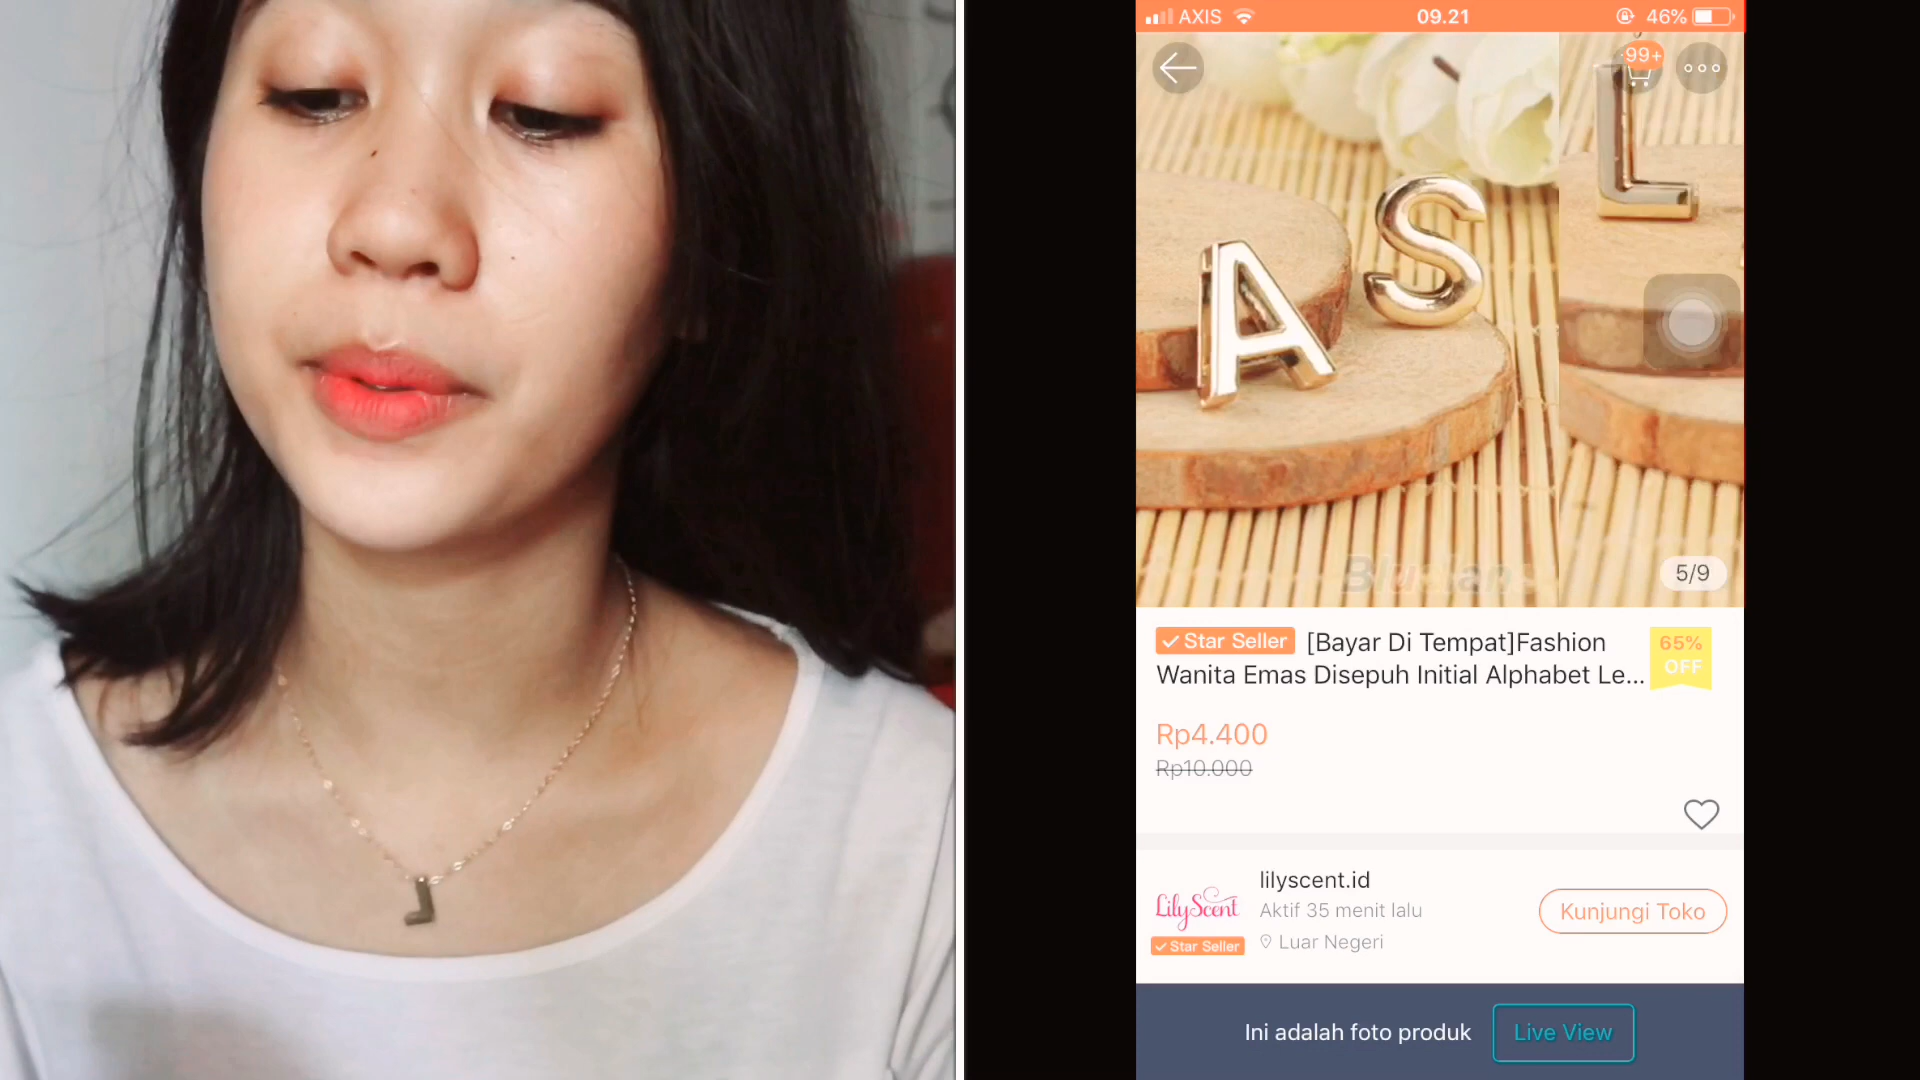 AXIS
09.21
46%
99+
A S
L
5/9
Star Seller [Bayar Di Tempat]Fashion
Wanita Emas Disepuh Initial Alphabet Le...
65%
OFF
Rp4.400
Rp10.000
lilyscent.id
LilyScent
Aktif 35 menit lalu
Kunjungi Toko
Star Seller
Luar Negeri
Ini adalah foto produk
Live View